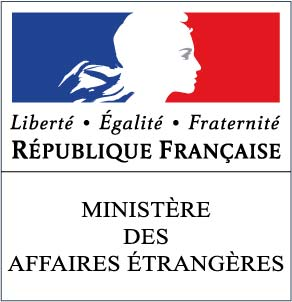 Liberté • Égalité • Fraternité
RÉPUBLIQUE FRANÇAISE
MINISTÈRE
DES
AFFAIRES ÉTRANGÈRES